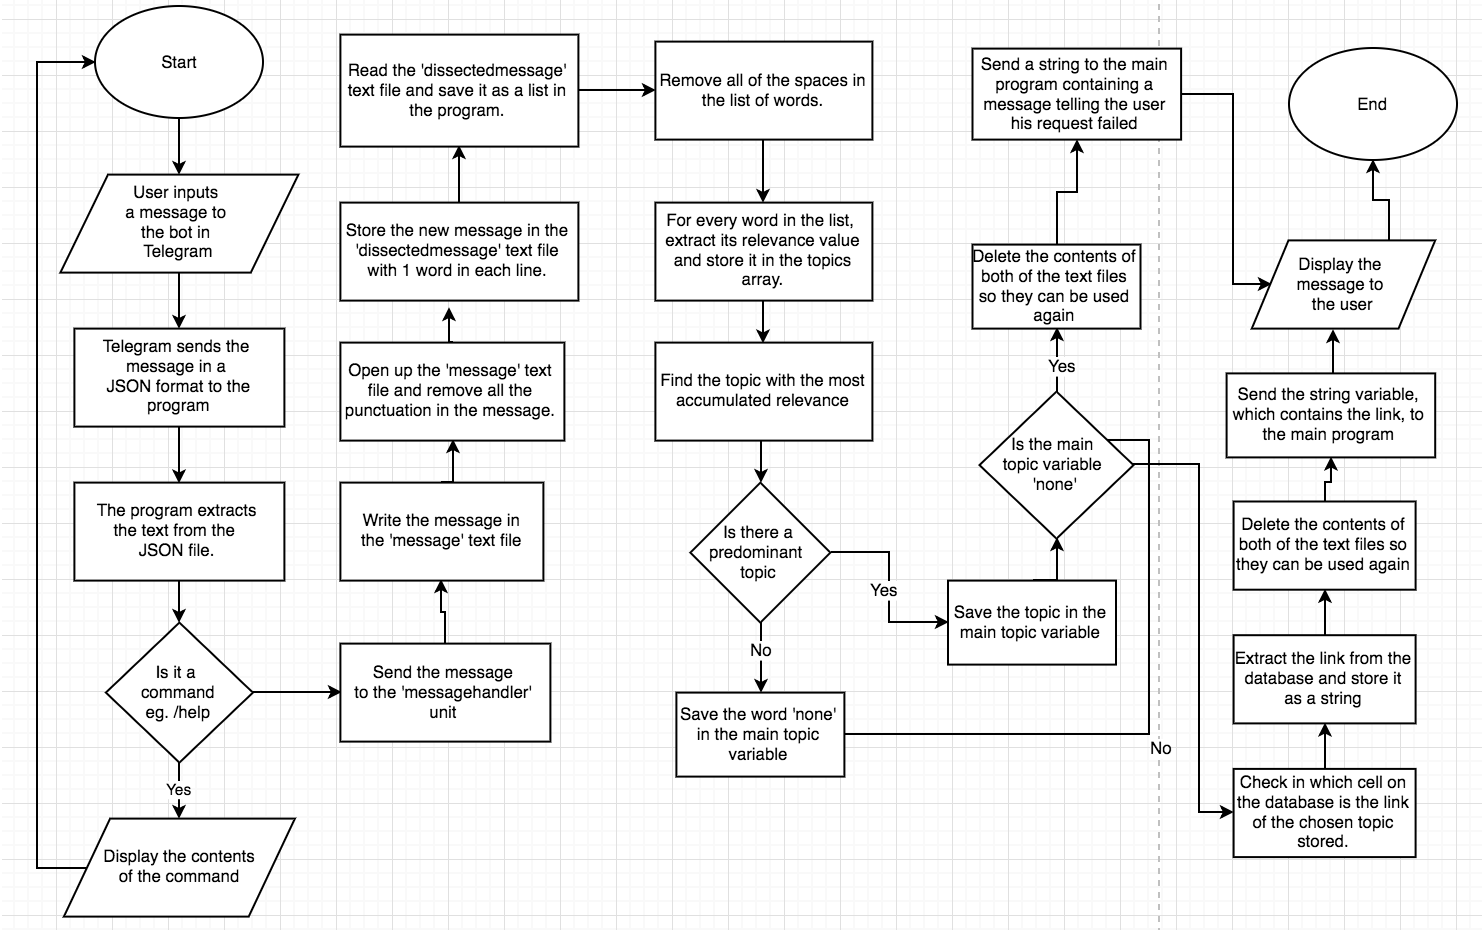 Start
User inputs
a message to
the bot in
Telegram
Telegram sends the
message in a
JSON format to the
program
The program extracts
the text from the
JSON file.
Is it a
command
eg. /help
Yes
Display the contents
of the command
Send the message
to the 'messagehandler'
unit
Write the message in
the 'message' text file
Open up the 'message' text
file and remove all the
punctuation in the message.
Store the new message in the
'dissectedmessage' text file
with 1 word in each line.
Read the 'dissectedmessage'
text file and save it as a list in
the program.
Remove all of the spaces in
the list of words.
For every word in the list,
extract its relevance value
and store it in the topics
array.
Find the topic with the most
accumulated relevance
Is there a
predominant
topic
Yes
No
Save the word 'none'
in the main topic
variable
Save the topic in the
main topic variable
Is the main
topic variable
'none'
Yes
No
Delete the contents of
both of the text files
so they can be used
again
Send a string to the main
program containing a
message telling the user
his request failed
Check in which cell on
the database is the link
of the chosen topic
stored.
Extract the link from the
database and store it
as a string
Delete the contents of
both of the text files so
they can be used again
Send the string variable,
which contains the link, to
the main program
Display the
message to
the user
End